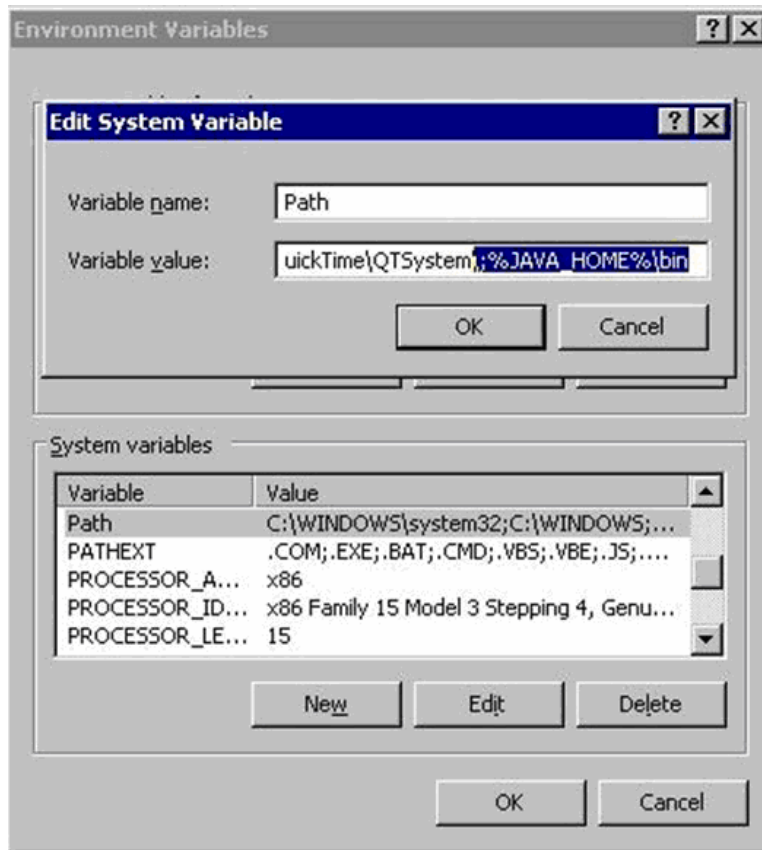 Environment Variables
Edit System Variable
Variable name: Path
Variable value: uickTime\QTSystem\;%JAVA_HOME%\bin
OK Cancel
System variables
Variable Value
Path C:\WINDOWS\system32;C:\WINDOWS;...
PATHEXT .COM;.EXE;.BAT;.CMD;.VBS;.VBE;.JS;....
PROCESSOR_A... x86
PROCESSOR_ID... x86 Family 15 Model 3 Stepping 4, Genu...
PROCESSOR_LE... 15
New Edit Delete
OK Cancel